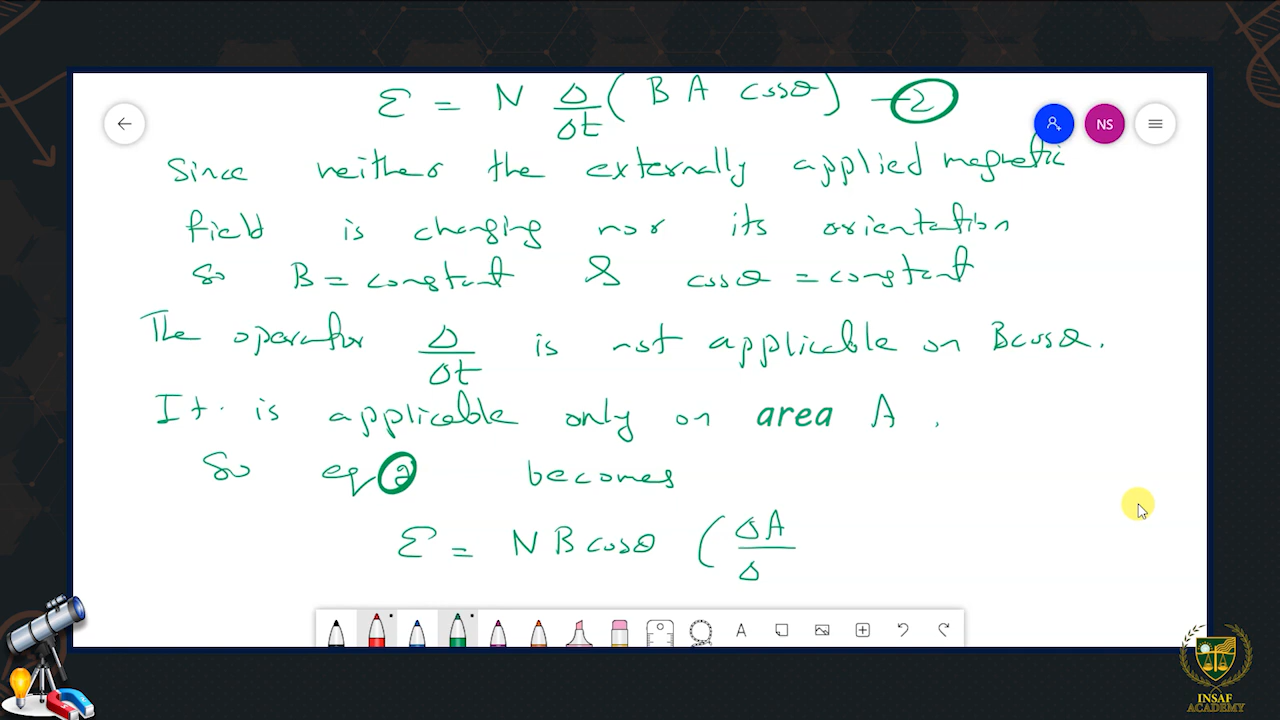 ε = N Δ/Δt ( B A cosθ ) — 2
NS
Since neither the externally applied magnetic
field is changing nor its orientation
So B = constant & cosθ = constant
The operator Δ/Δt is not applicable on Bcosθ.
It. is applicable only on area A.
So eq 2 becomes
ε = N B cosθ ( ΔA/Δ
A
INSAF
ACADEMY